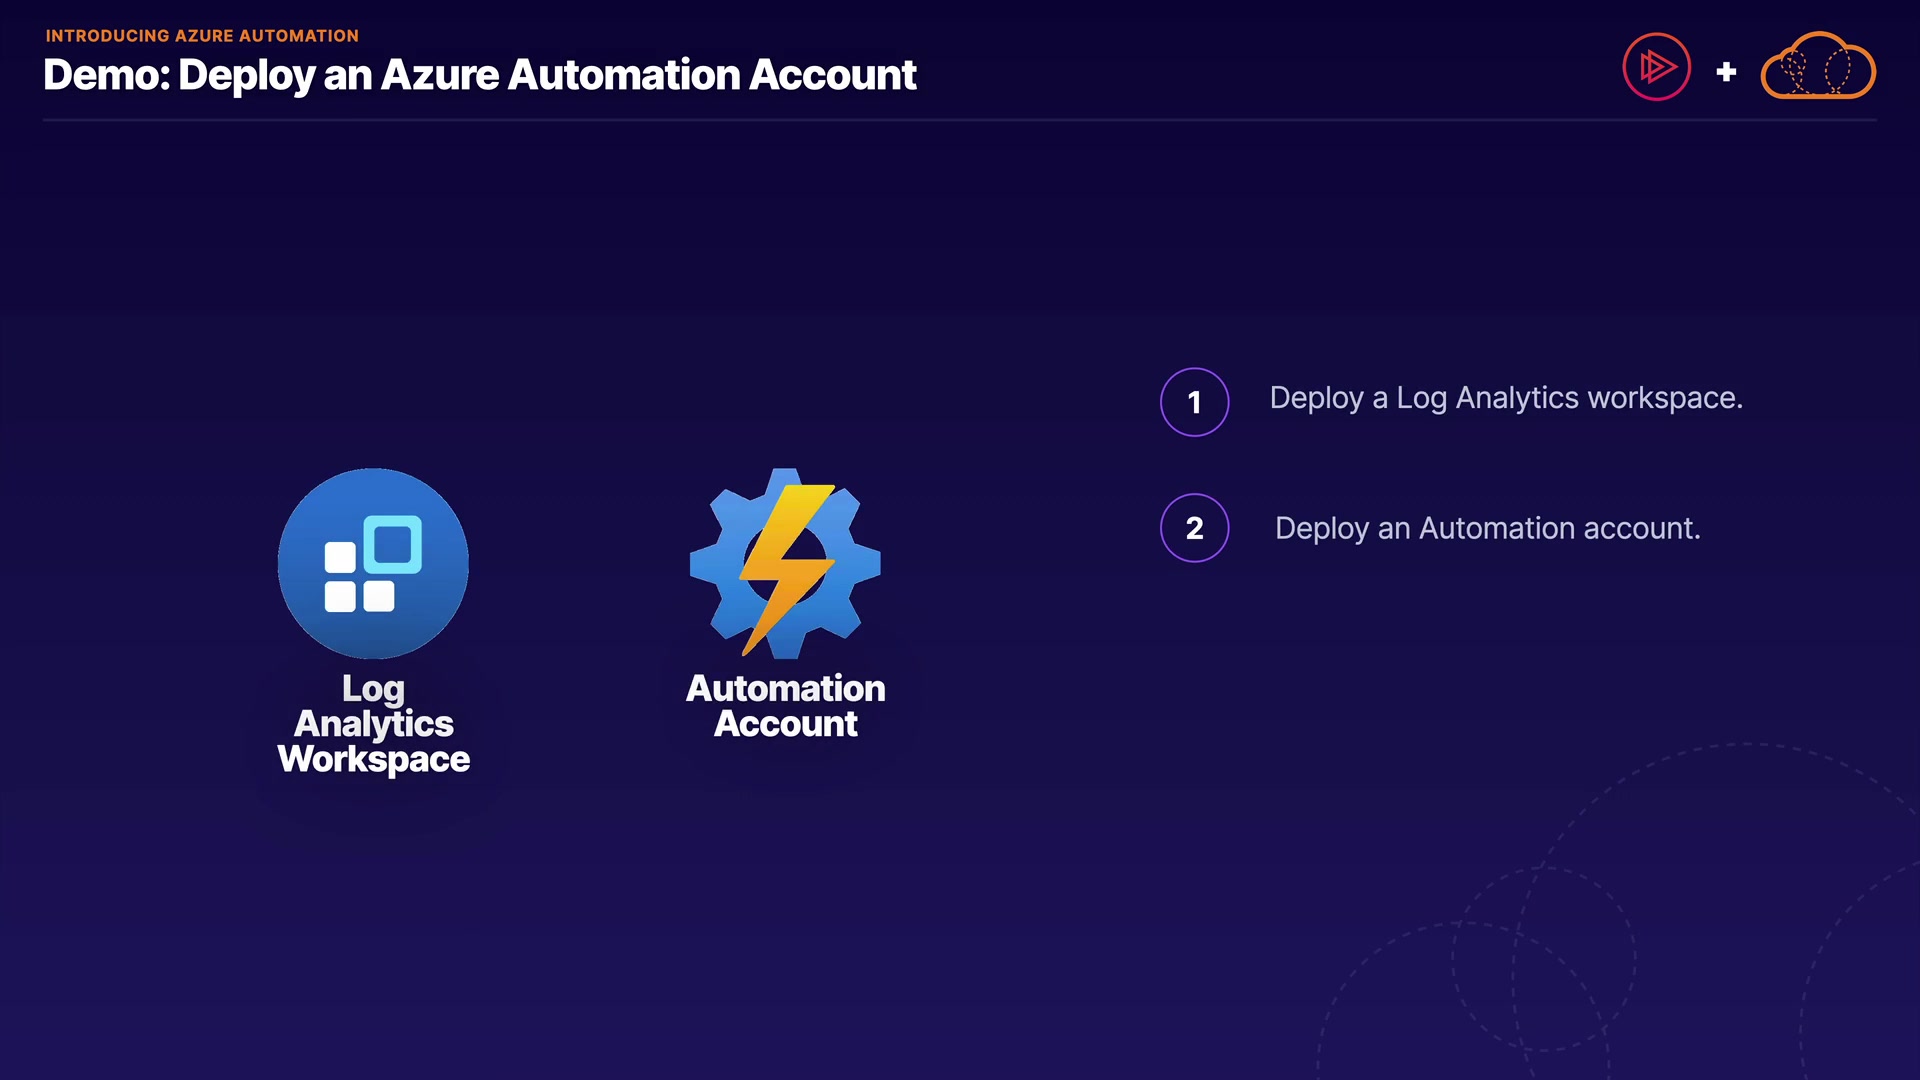 INTRODUCING AZURE AUTOMATION
Demo: Deploy an Azure Automation Account
+
Log
Analytics
Workspace
Automation
Account
1 Deploy a Log Analytics workspace.
2 Deploy an Automation account.